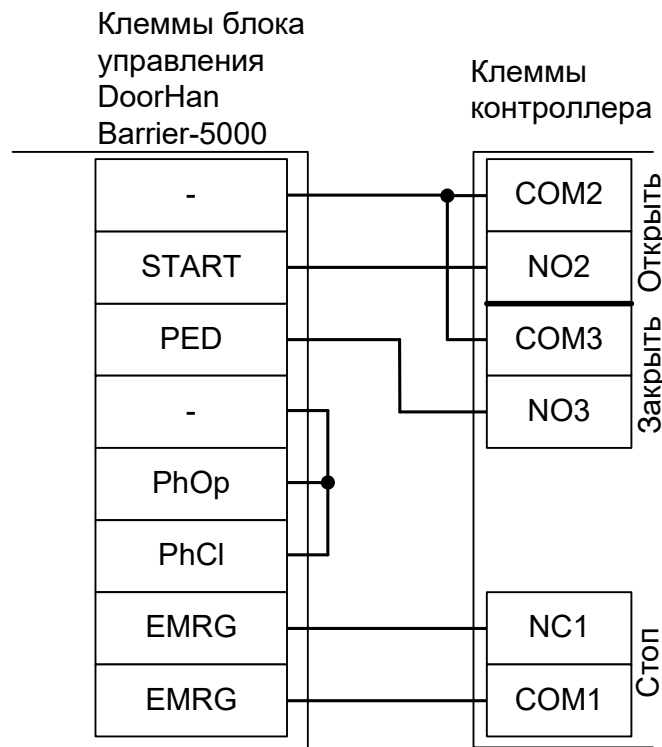 Клеммы блока
управления
DoorHan
Barrier-5000
-
START
PED
-
PhOp
PhCl
EMRG
EMRG
Клеммы
контроллера
COM2
NO2
COM3
NO3
NC1
COM1
Открыть
Закрыть
Стоп